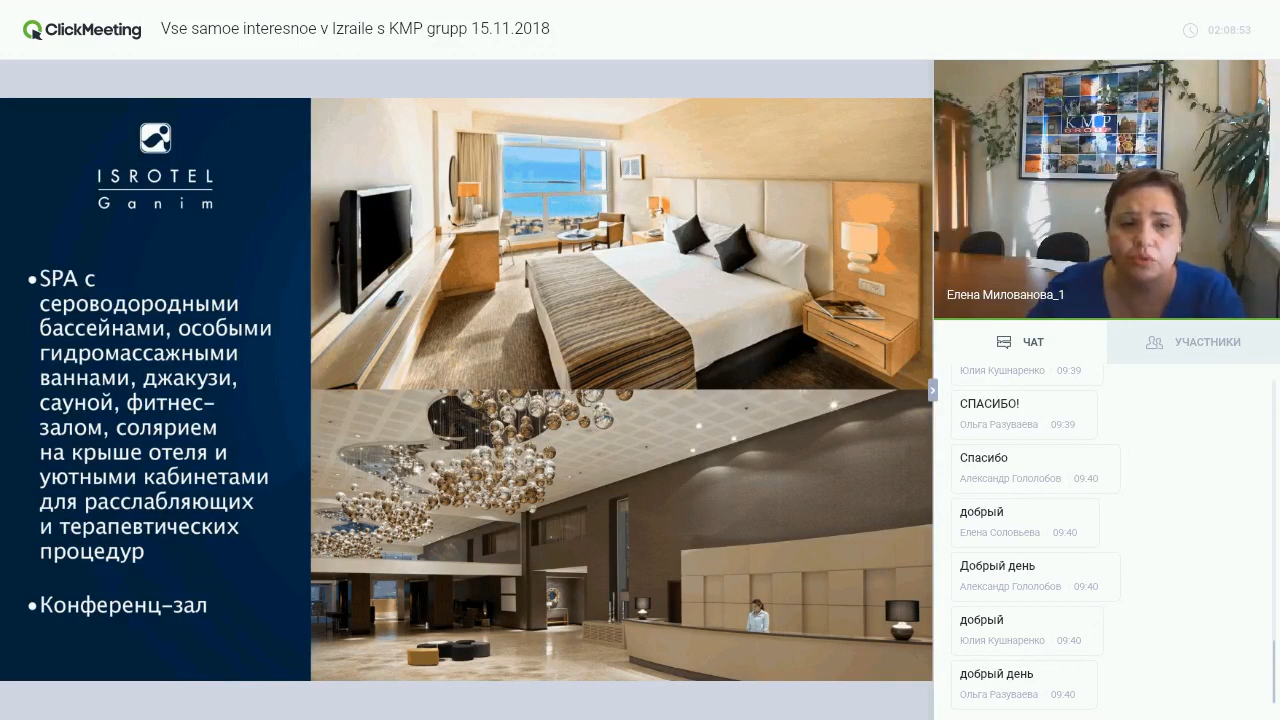 ClickMeeting
Vse samoe interesnoe v Izraile s KMP grupp 15.11.2018
02:08:53
ISROTEL
Ganim
•SPA с
сероводородными
бассейнами, особыми
гидромассажными
ваннами, джакузи,
сауной, фитнес-
залом, солярием
на крыше отеля и
уютными кабинетами
для расслабляющих
и терапевтических
процедур
•Конференц-зал
KMP
GROUP
Елена Милованова_1
ЧАТ
УЧАСТНИКИ
Юлия Кушнаренко 09:39
СПАСИБО!
Ольга Разуваева 09:39
Спасибо
Александр Гололобов 09:40
добрый
Елена Соловьева 09:40
Добрый день
Александр Гололобов 09:40
добрый
Юлия Кушнаренко 09:40
добрый день
Ольга Разуваева 09:40